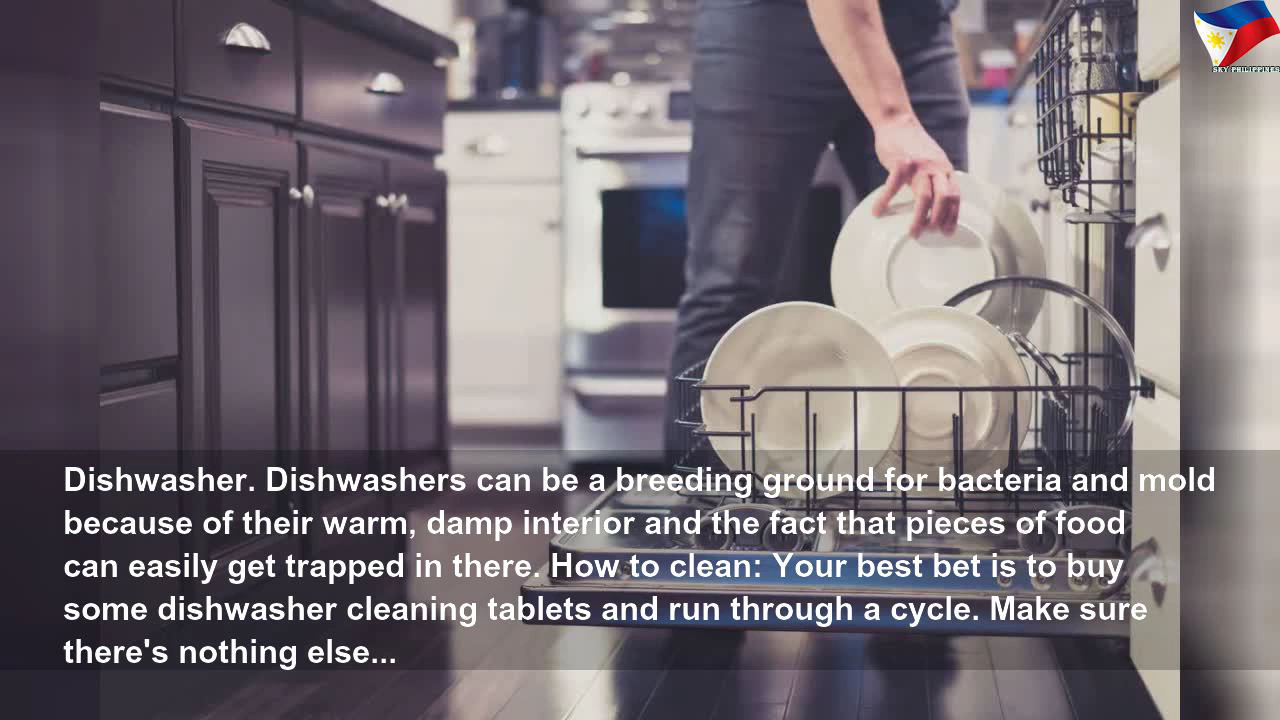 SKY PHILIPPINES
Dishwasher. Dishwashers can be a breeding ground for bacteria and mold
because of their warm, damp interior and the fact that pieces of food
can easily get trapped in there. How to clean: Your best bet is to buy
some dishwasher cleaning tablets and run through a cycle. Make sure
there's nothing else...